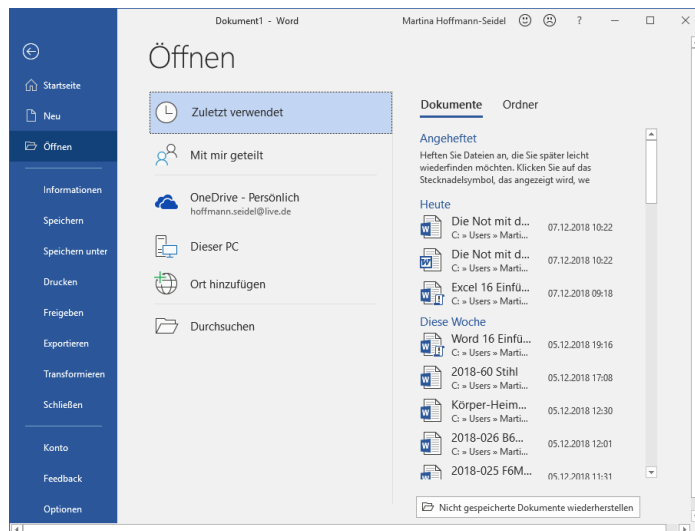 Dokument1 - Word
Martina Hoffmann-Seidel
?
Öffnen
Startseite
Neu
Öffnen
Informationen
Speichern
Speichern unter
Drucken
Freigeben
Exportieren
Transformieren
Schließen
Konto
Feedback
Optionen
Zuletzt verwendet
Mit mir geteilt
OneDrive - Persönlich
hoffmann.seidel@live.de
Dieser PC
Ort hinzufügen
Durchsuchen
Dokumente Ordner
Angeheftet
Heften Sie Dateien an, die Sie später leicht
wiederfinden möchten. Klicken Sie auf das
Stecknadelsymbol, das angezeigt wird, we
Heute
Die Not mit d...
C: » Users » Marti...
07.12.2018 10:22
Die Not mit d...
C: » Users » Marti...
07.12.2018 10:22
Excel 16 Einfü...
C: » Users » Marti...
07.12.2018 09:18
Diese Woche
Word 16 Einfü...
C: » Users » Marti...
05.12.2018 19:16
2018-60 Stihl
C: » Users » Marti...
05.12.2018 17:08
Körper-Heim...
C: » Users » Marti...
05.12.2018 12:30
2018-026 B6...
C: » Users » Marti...
05.12.2018 12:01
2018-025 F6M...
05.12.2018 11:31
Nicht gespeicherte Dokumente wiederherstellen